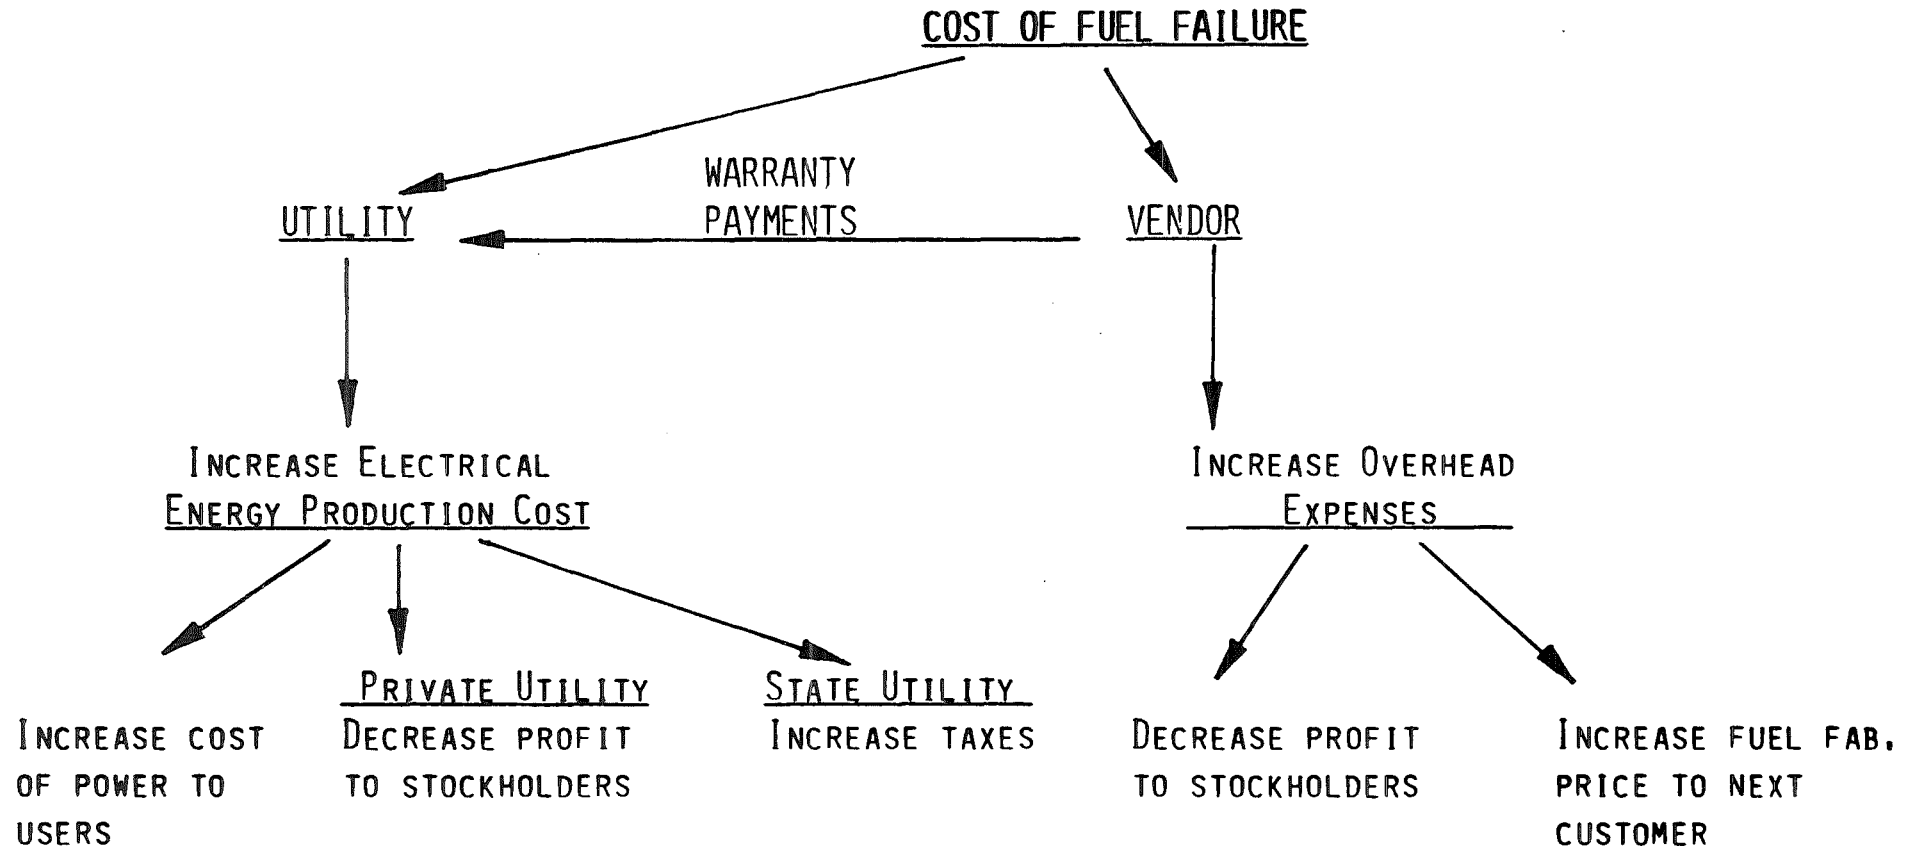 COST OF FUEL FAILURE
WARRANTY
PAYMENTS
UTILITY
VENDOR
INCREASE ELECTRICAL
ENERGY PRODUCTION COST
INCREASE OVERHEAD
EXPENSES
INCREASE COST
OF POWER TO
USERS
PRIVATE UTILITY
DECREASE PROFIT
TO STOCKHOLDERS
STATE UTILITY
INCREASE TAXES
DECREASE PROFIT
TO STOCKHOLDERS
INCREASE FUEL FAB.
PRICE TO NEXT
CUSTOMER